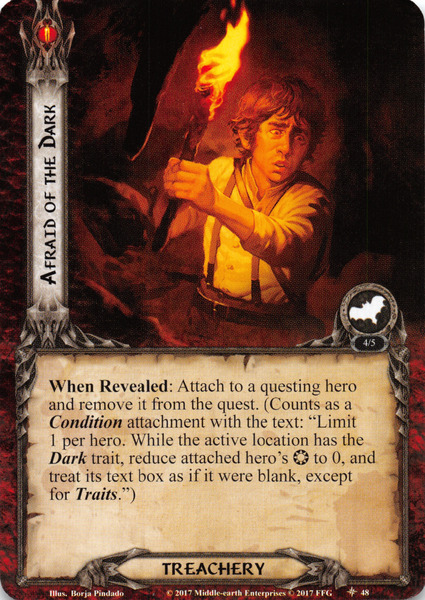 AFRAID OF THE DARK
4/5
When Revealed: Attach to a questing hero
and remove it from the quest. (Counts as a
Condition attachment with the text: “Limit
1 per hero. While the active location has the
Dark trait, reduce attached hero’s to 0, and
treat its text box as if it were blank, except
for Traits.”)
TREACHERY
Illus. Borja Pindado © 2017 Middle-earth Enterprises © 2017 FFG 48